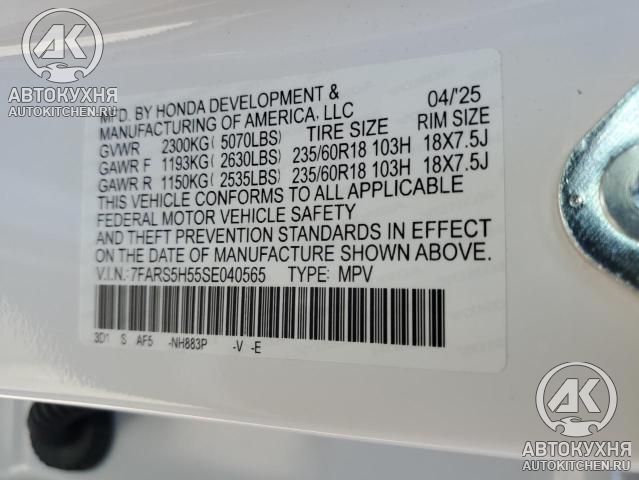 AK
АВТОКУХНЯ
AUTOKITCHEN.RU
MFD. BY HONDA DEVELOPMENT & 04/'25
MANUFACTURING OF AMERICA, LLC
GVWR 2300KG( 5070LBS) TIRE SIZE RIM SIZE
GAWR F 1193KG( 2630LBS) 235/60R18 103H 18X7.5J
GAWR R 1150KG( 2535LBS) 235/60R18 103H 18X7.5J
THIS VEHICLE CONFORMS TO ALL APPLICABLE
FEDERAL MOTOR VEHICLE SAFETY
AND THEFT PREVENTION STANDARDS IN EFFECT
ON THE DATE OF MANUFACTURE SHOWN ABOVE.
V.I.N.:7FARS5H55SE040565 TYPE: MPV
3D1 S AF5 -NH883P -V -E
AK
АВТОКУХНЯ
AUTOKITCHEN.RU